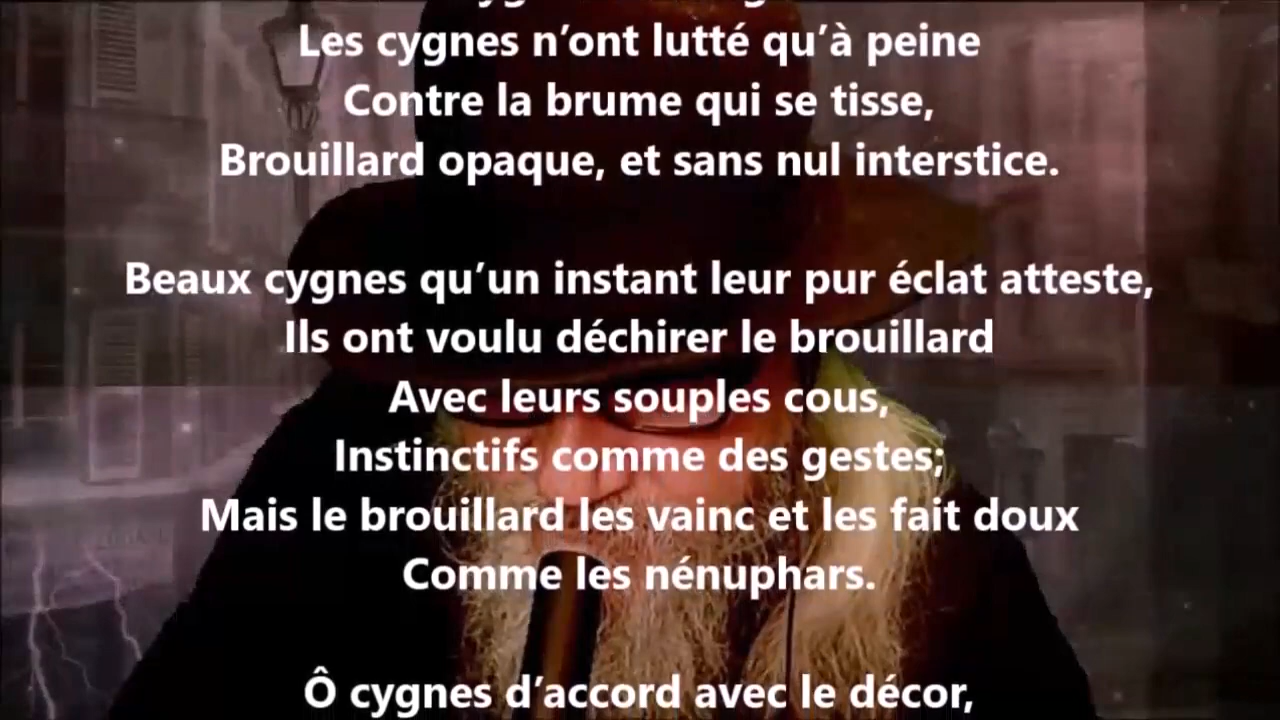 Les cygnes n’ont lutté qu’à peine
Contre la brume qui se tisse,
Brouillard opaque, et sans nul interstice.
Beaux cygnes qu’un instant leur pur éclat atteste,
Ils ont voulu déchirer le brouillard
Avec leurs souples cous,
Instinctifs comme des gestes;
Mais le brouillard les vainc et les fait doux
Comme les nénuphars.
Ô cygnes d’accord avec le décor,